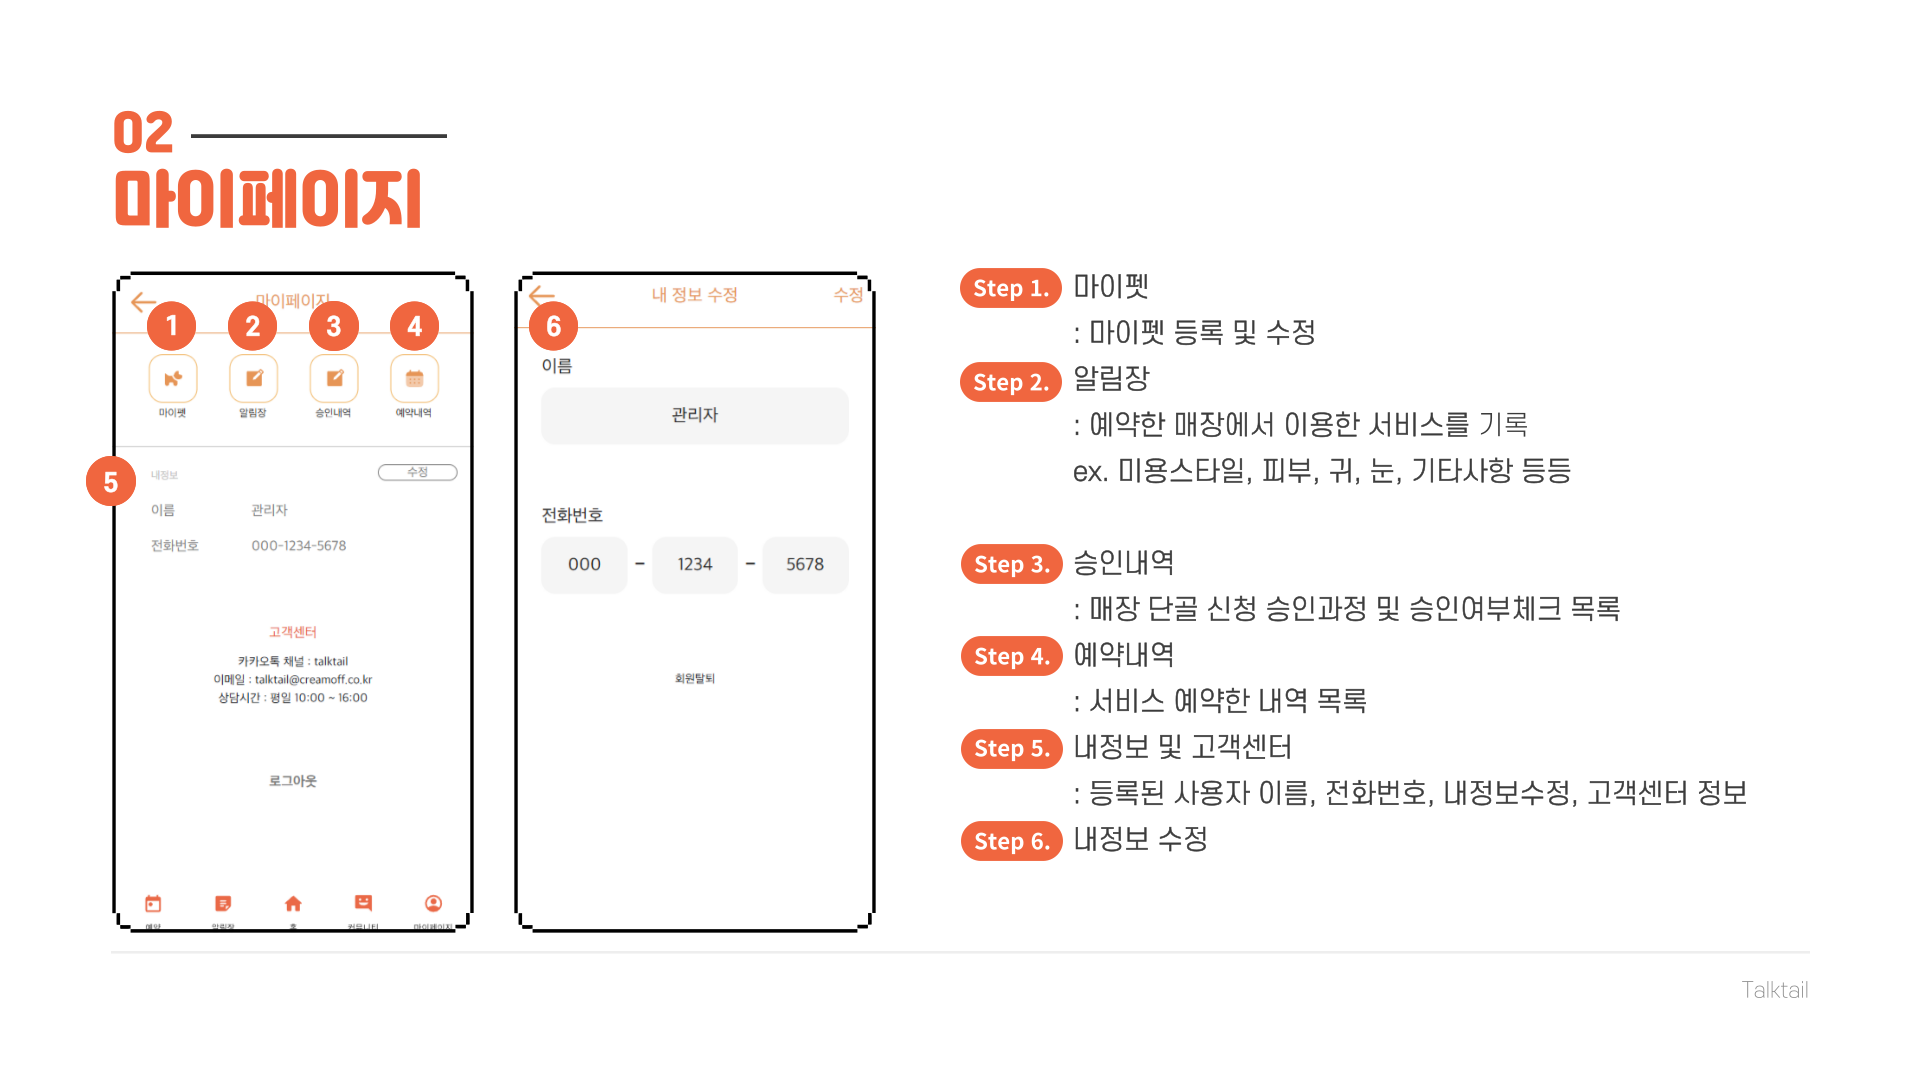 02
마이페이지
마이페이지
1
2
3
4
마이펫
알림장
승인내역
예약내역
5
내정보
수정
이름
관리자
전화번호
000-1234-5678
고객센터
카카오톡 채널 : talktail
이메일 : talktail@creamoff.co.kr
상담시간 : 평일 10:00 ~ 16:00
로그아웃
예약
알림장
홈
커뮤니티
마이페이지
내 정보 수정
수정
6
이름
관리자
전화번호
000 - 1234 - 5678
회원탈퇴
Step 1. 마이펫
: 마이펫 등록 및 수정
Step 2. 알림장
: 예약한 매장에서 이용한 서비스를 기록
ex. 미용스타일, 피부, 귀, 눈, 기타사항 등등
Step 3. 승인내역
: 매장 단골 신청 승인과정 및 승인여부체크 목록
Step 4. 예약내역
: 서비스 예약한 내역 목록
Step 5. 내정보 및 고객센터
: 등록된 사용자 이름, 전화번호, 내정보수정, 고객센터 정보
Step 6. 내정보 수정
Talktail